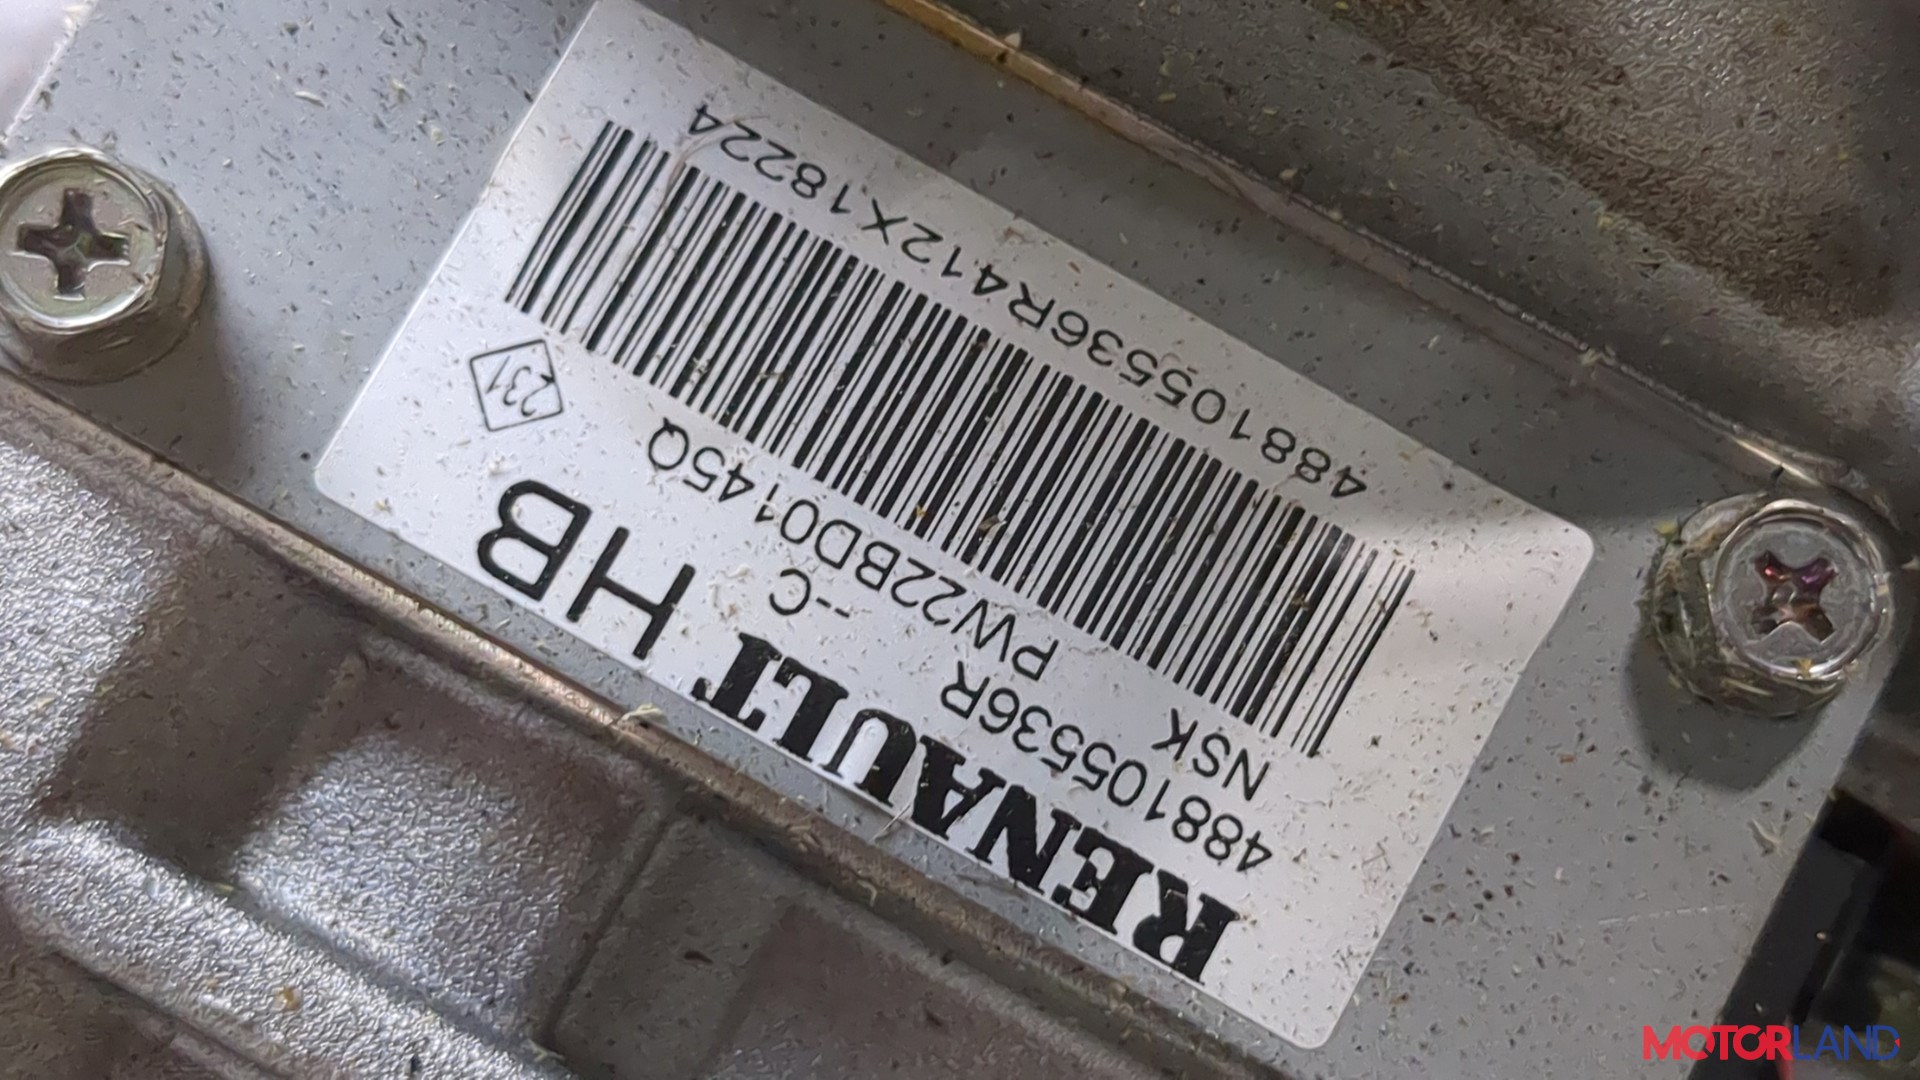 RENAULT HB
488105536R --C
NSK PW22BD0145Q
231
488105536R412X18224
MOTORLAND